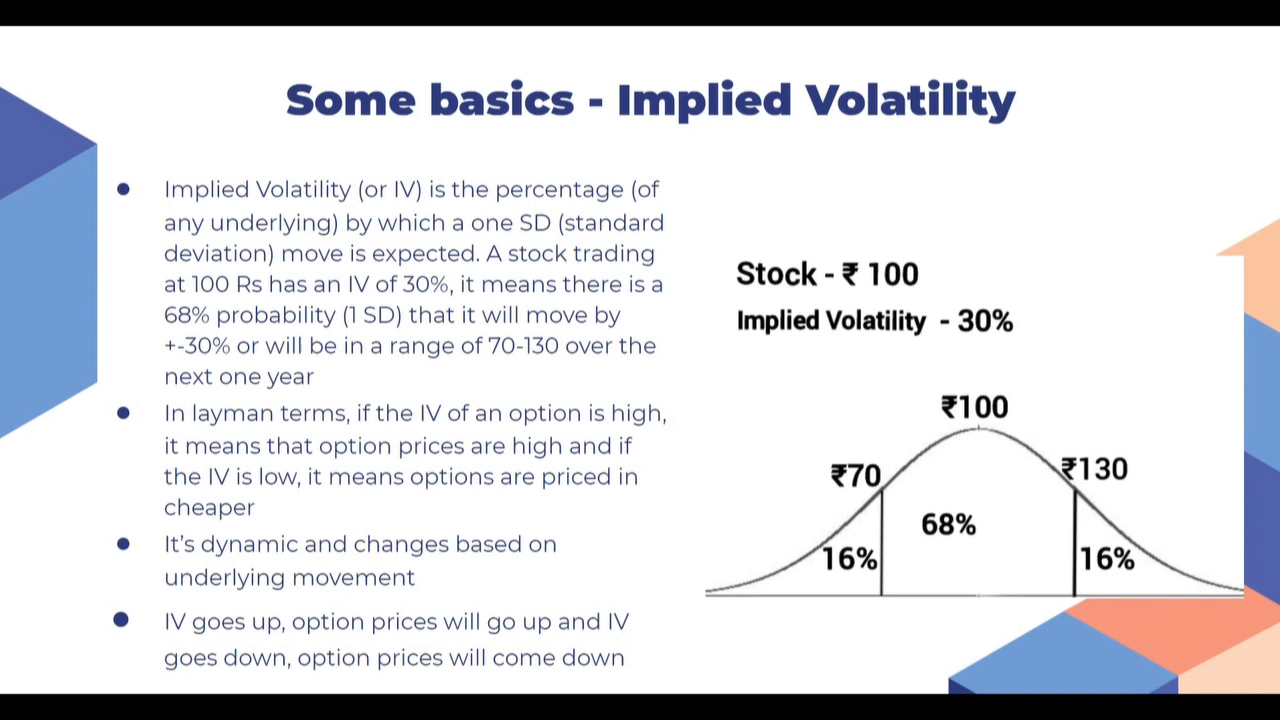 Some basics - Implied Volatility
● Implied Volatility (or IV) is the percentage (of
any underlying) by which a one SD (standard
deviation) move is expected. A stock trading
at 100 Rs has an IV of 30%, it means there is a
68% probability (1 SD) that it will move by
+-30% or will be in a range of 70-130 over the
next one year
● In layman terms, if the IV of an option is high,
it means that option prices are high and if
the IV is low, it means options are priced in
cheaper
● It’s dynamic and changes based on
underlying movement
● IV goes up, option prices will go up and IV
goes down, option prices will come down
Stock - ₹ 100
Implied Volatility - 30%
₹100
₹70
₹130
68%
16%
16%